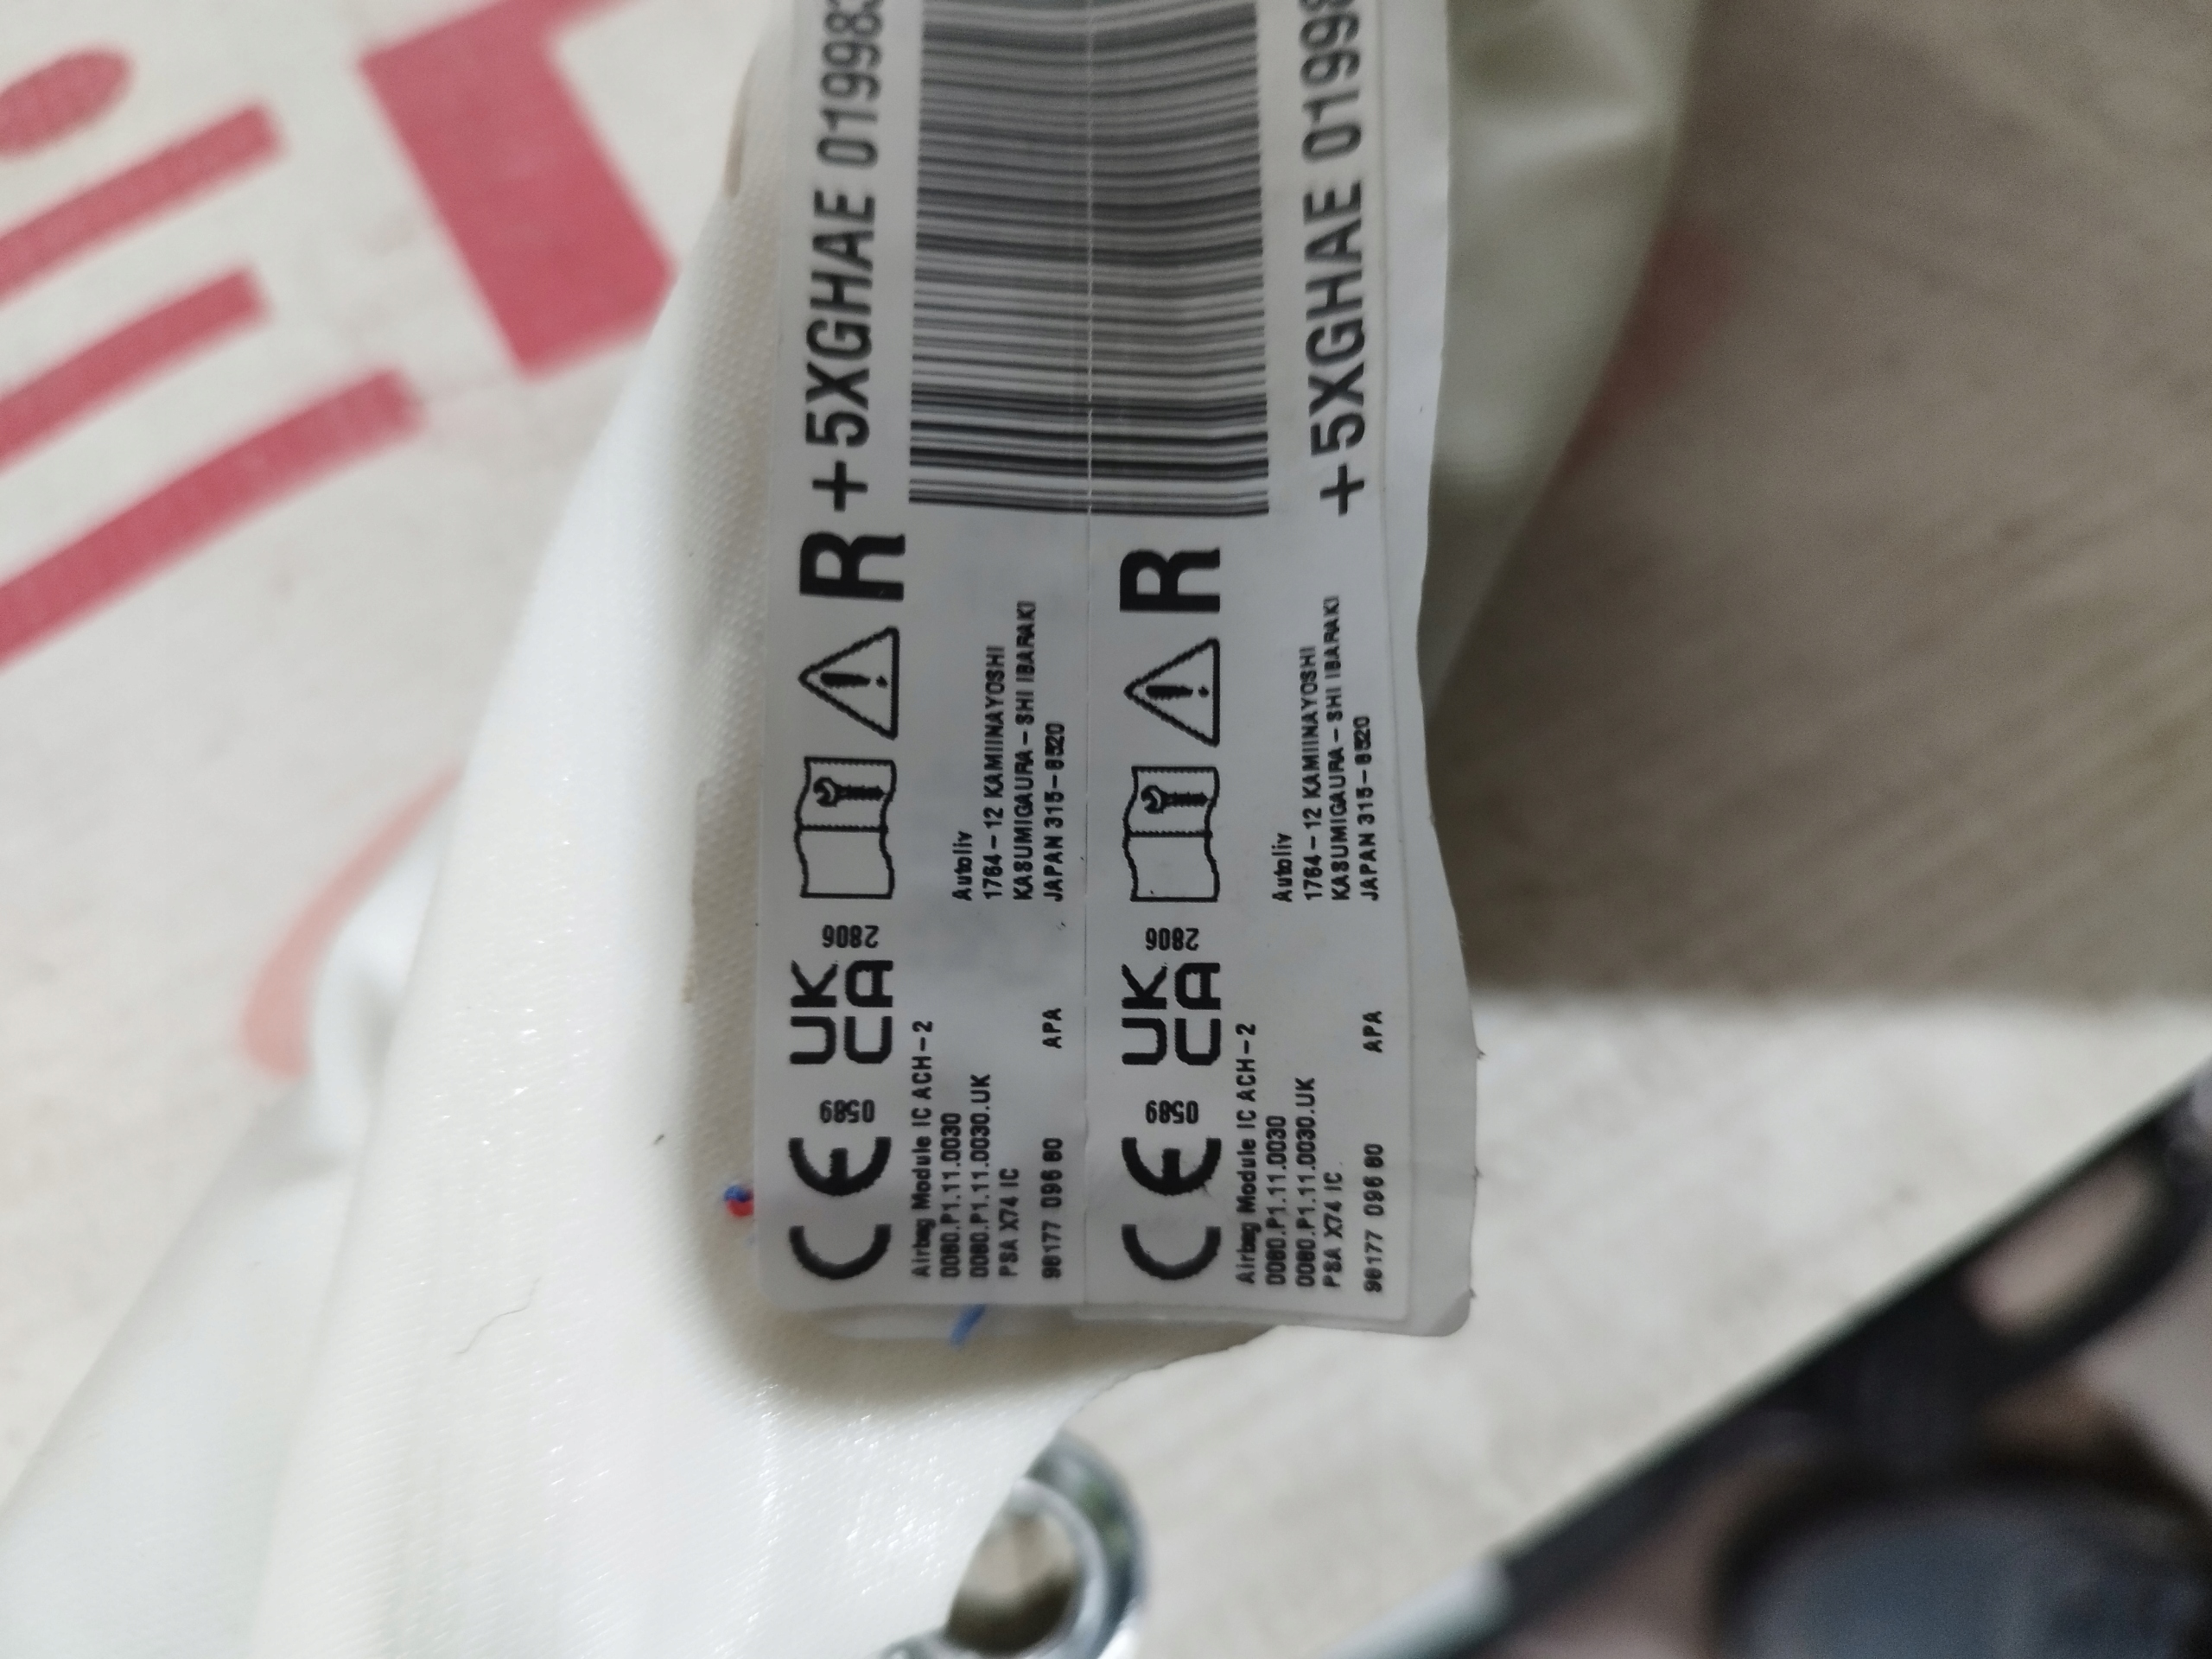 CE 0589 UK CA 2806 R +5XGHAE 01998
Airbag Module IC ACH-2
0080.P1.11.0030
0080.P1.11.0030.UK
PSA X74 IC
98177 096 80 APA
Autoliv
1764-12 KAMIINAYOSHI
KASUMIGAURA-SHI IBARAKI
JAPAN 315-8520
CE 0589 UK CA 2806 R
+5XGHAE 01998
Airbag Module IC ACH-2
0080.P1.11.0030
0080.P1.11.0030.UK
PSA X74 IC
98177 096 80 APA
Autoliv
1764-12 KAMIINAYOSHI
KASUMIGAURA-SHI IBARAKI
JAPAN 315-8520